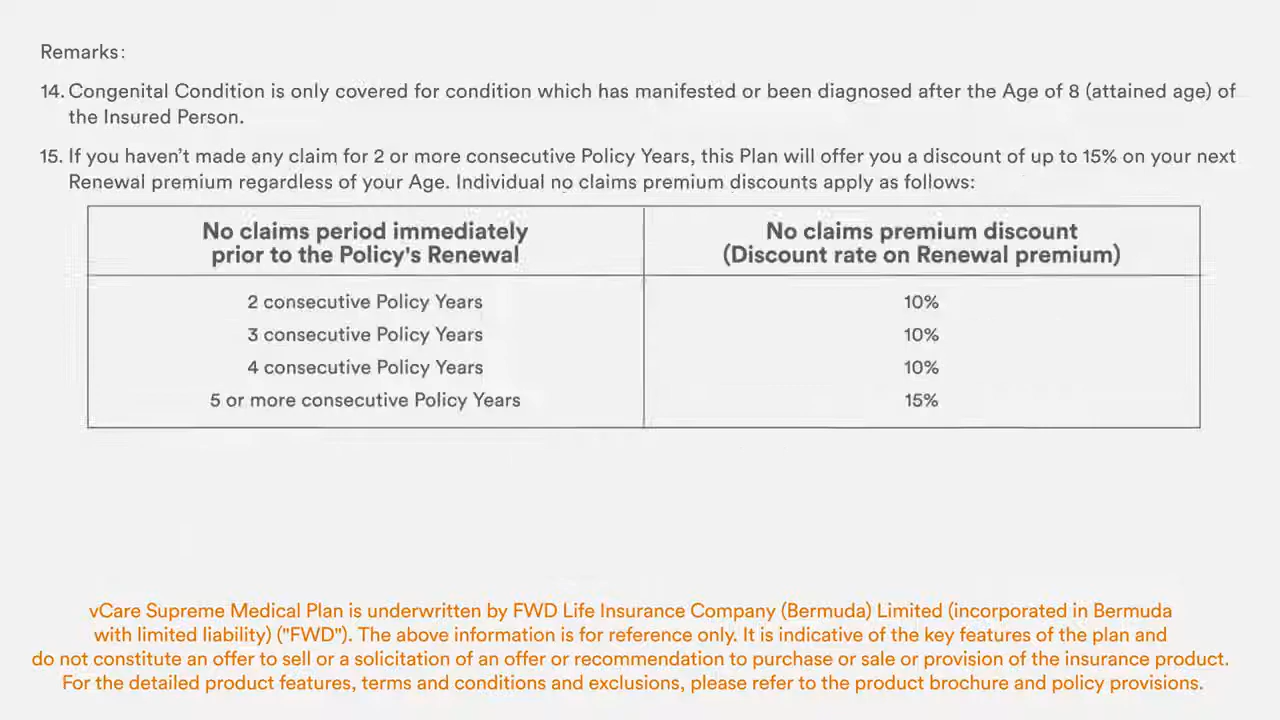 Remarks:
14. Congenital Condition is only covered for condition which has manifested or been diagnosed after the Age of 8 (attained age) of
the Insured Person.
15. If you haven't made any claim for 2 or more consecutive Policy Years, this Plan will offer you a discount of up to 15% on your next
Renewal premium regardless of your Age. Individual no claims premium discounts apply as follows:
No claims period immediately
prior to the Policy's Renewal
No claims premium discount
(Discount rate on Renewal premium)
2 consecutive Policy Years 10%
3 consecutive Policy Years 10%
4 consecutive Policy Years 10%
5 or more consecutive Policy Years 15%
vCare Supreme Medical Plan is underwritten by FWD Life Insurance Company (Bermuda) Limited (incorporated in Bermuda
with limited liability) ("FWD"). The above information is for reference only. It is indicative of the key features of the plan and
do not constitute an offer to sell or a solicitation of an offer or recommendation to purchase or sale or provision of the insurance product.
For the detailed product features, terms and conditions and exclusions, please refer to the product brochure and policy provisions.